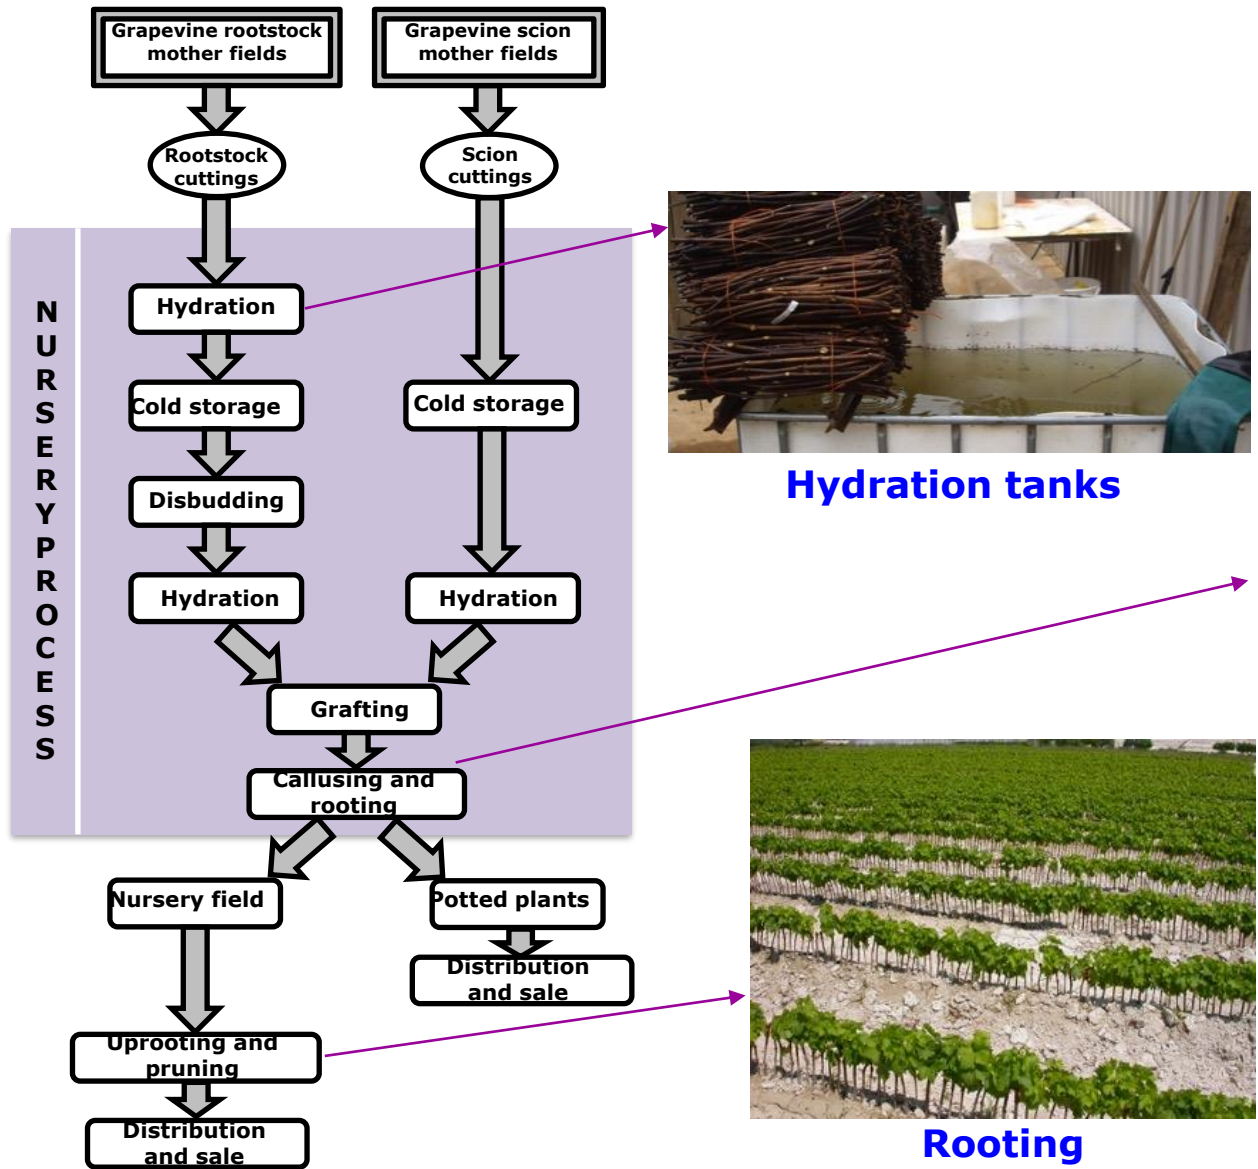 Grapevine rootstock
mother fields
Grapevine scion
mother fields
Rootstock
cuttings
Scion
cuttings
NURSERY PROCESS
Hydration
Cold storage
Cold storage
Disbudding
Hydration
Hydration
Grafting
Callusing and
rooting
Nursery field
Potted plants
Distribution
and sale
Uprooting and
pruning
Distribution
and sale
Hydration tanks
Rooting